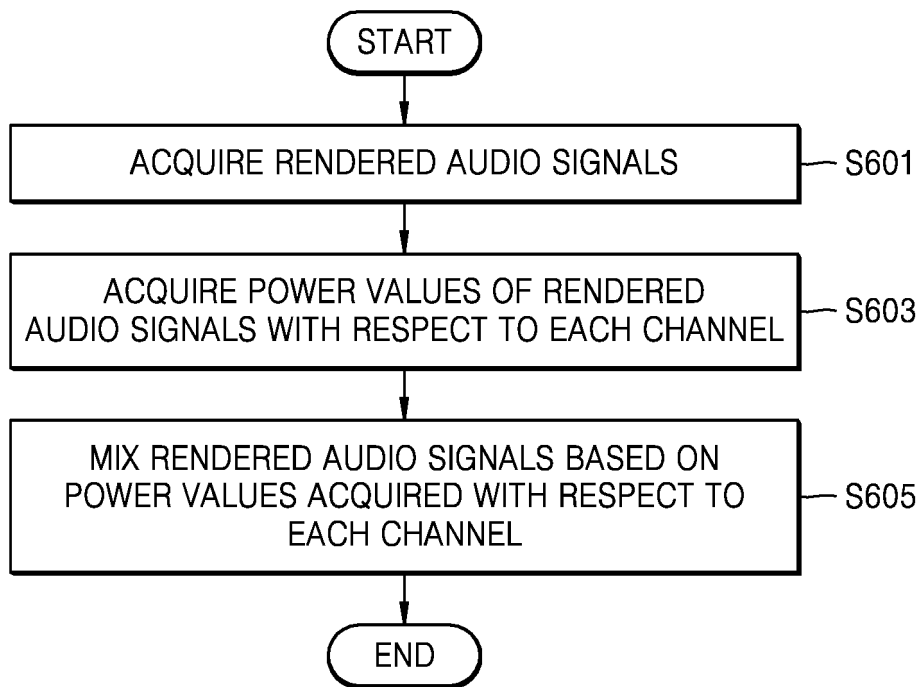 START
ACQUIRE RENDERED AUDIO SIGNALS
S601
ACQUIRE POWER VALUES OF RENDERED
AUDIO SIGNALS WITH RESPECT TO EACH CHANNEL
S603
MIX RENDERED AUDIO SIGNALS BASED ON
POWER VALUES ACQUIRED WITH RESPECT TO
EACH CHANNEL
S605
END